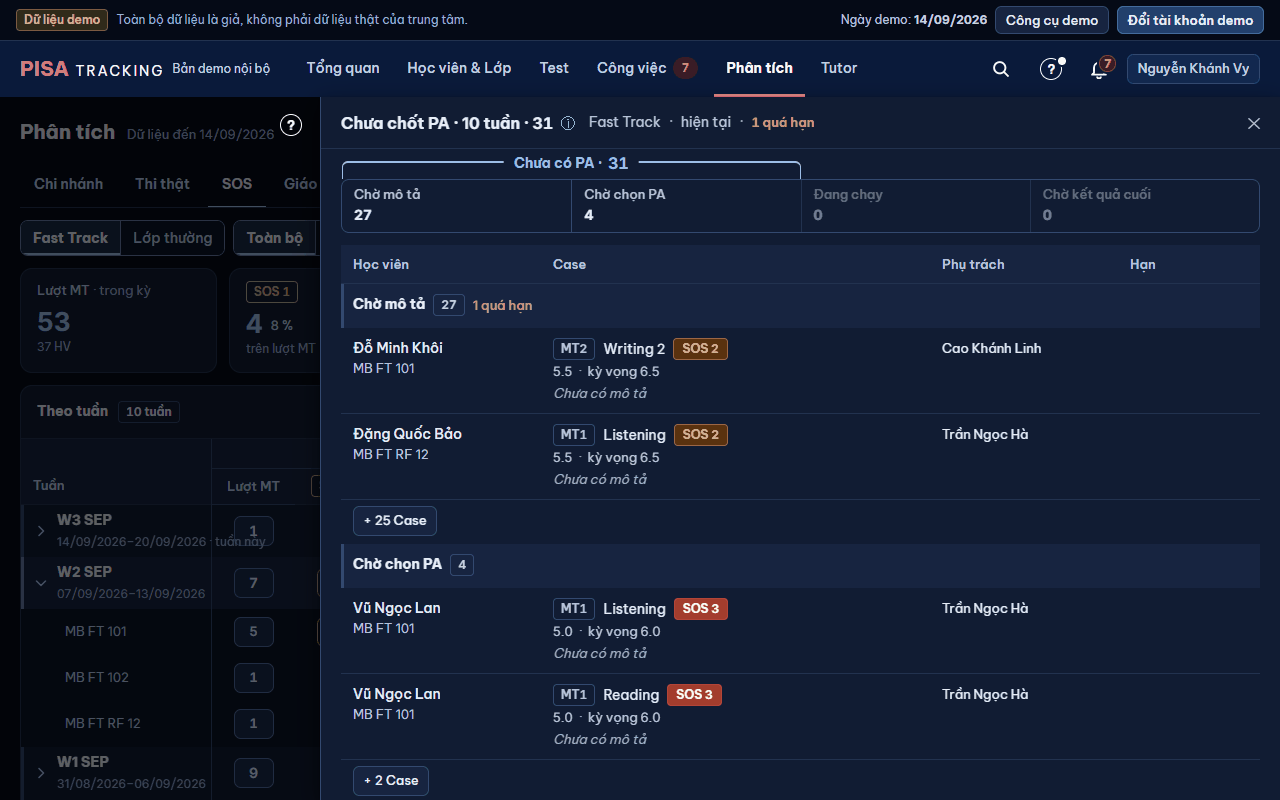 Dữ liệu demo Toàn bộ dữ liệu là giả, không phải dữ liệu thật của trung tâm. Ngày demo: 14/09/2026 Công cụ demo Đổi tài khoản demo
PISA TRACKING Bản demo nội bộ Tổng quan Học viên & Lớp Test Công việc 7 Phân tích Tutor ? 7 Nguyễn Khánh Vy
Phân tích Dữ liệu đến 14/09/2026 ?
Chi nhánh Thi thật SOS Giáo
Fast Track Lớp thường Toàn bộ
Lượt MT · trong kỳ
53
37 HV
SOS 1
4 8 %
trên lượt MT
Theo tuần 10 tuần
Tuần Lượt MT
W3 SEP
14/09/2026–20/09/2026 · tuần này
1
W2 SEP
07/09/2026–13/09/2026
7
MB FT 101 5
MB FT 102 1
MB FT RF 12 1
W1 SEP
31/08/2026–06/09/2026
9
Chưa chốt PA · 10 tuần · 31 Fast Track · hiện tại · 1 quá hạn
Chưa có PA · 31
Chờ mô tả
27
Chờ chọn PA
4
Đang chạy
0
Chờ kết quả cuối
0
Học viên Case Phụ trách Hạn
Chờ mô tả 27 1 quá hạn
Đỗ Minh Khôi MT2 Writing 2 SOS 2 Cao Khánh Linh
MB FT 101 5.5 · kỳ vọng 6.5
Chưa có mô tả
Đặng Quốc Bảo MT1 Listening SOS 2 Trần Ngọc Hà
MB FT RF 12 5.5 · kỳ vọng 6.5
Chưa có mô tả
+ 25 Case
Chờ chọn PA 4
Vũ Ngọc Lan MT1 Listening SOS 3 Trần Ngọc Hà
MB FT 101 5.0 · kỳ vọng 6.0
Chưa có mô tả
Vũ Ngọc Lan MT1 Reading SOS 3 Trần Ngọc Hà
MB FT 101 5.0 · kỳ vọng 6.0
Chưa có mô tả
+ 2 Case